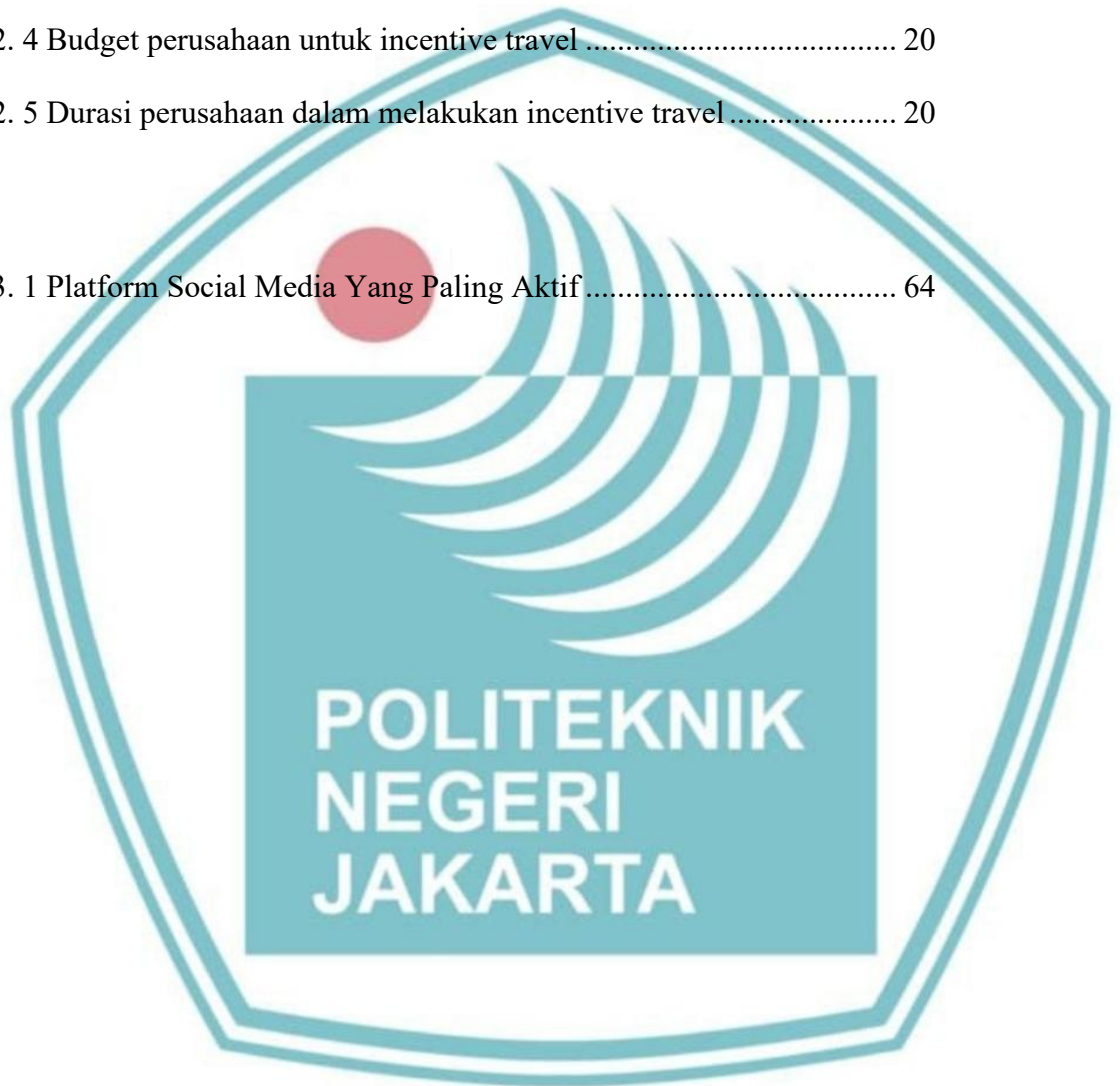 2. 4 Budget perusahaan untuk incentive travel ........................................ 20
2. 5 Durasi perusahaan dalam melakukan incentive travel ..................... 20
3. 1 Platform Social Media Yang Paling Aktif ........................................ 64
POLITEKNIK
NEGERI
JAKARTA